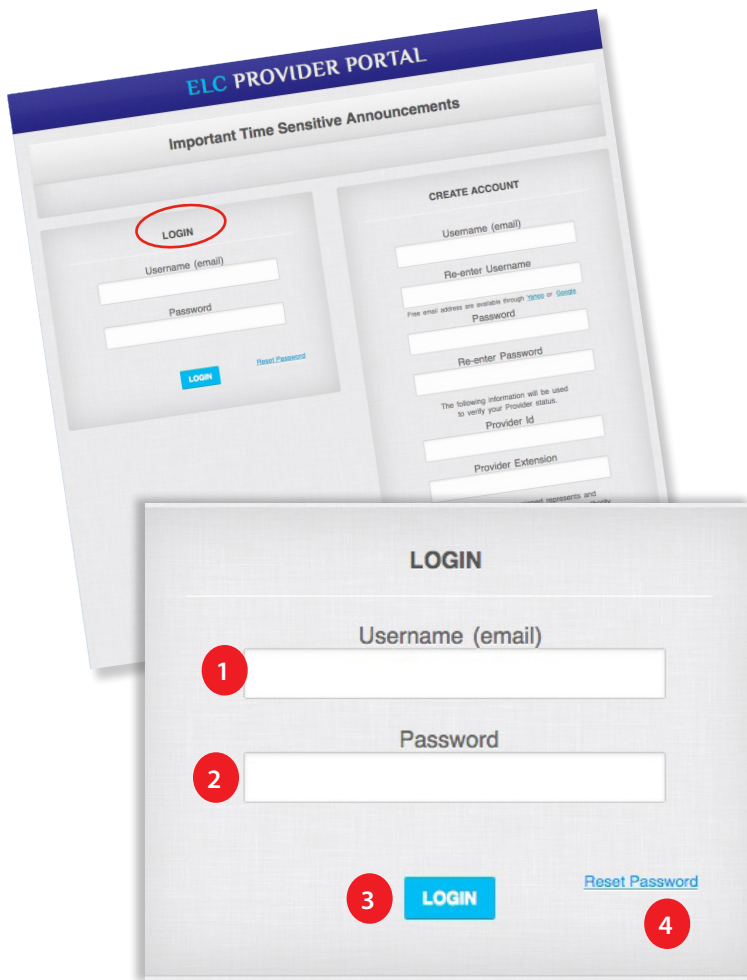 ELC PROVIDER PORTAL
Important Time Sensitive Announcements
LOGIN
Username (email)
Password
LOGIN
Reset Password
CREATE ACCOUNT
Username (email)
Re-enter Username
Free email address are available through Yahoo or Google
Password
Re-enter Password
The following information will be used
to verify your Provider status.
Provider Id
Provider Extension
represents and
LOGIN
Username (email)
1
Password
2
3
LOGIN
Reset Password
4